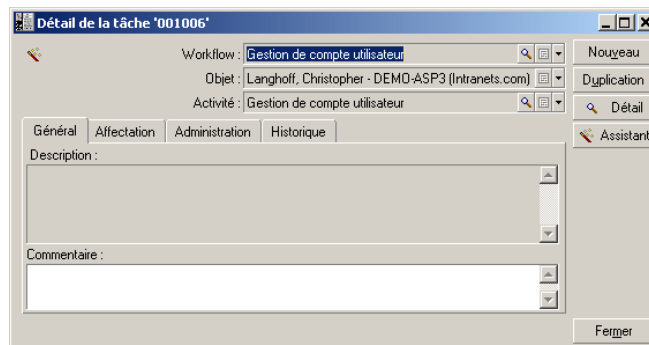 Détail de la tâche '001006'
Workflow : Gestion de compte utilisateur
Objet : Langhoff, Christopher - DEMO-ASP3 (Intranets.com)
Activité : Gestion de compte utilisateur
Nouveau
Duplication
Détail
Assistant
Général Affectation Administration Historique
Description :
Commentaire :
Fermer